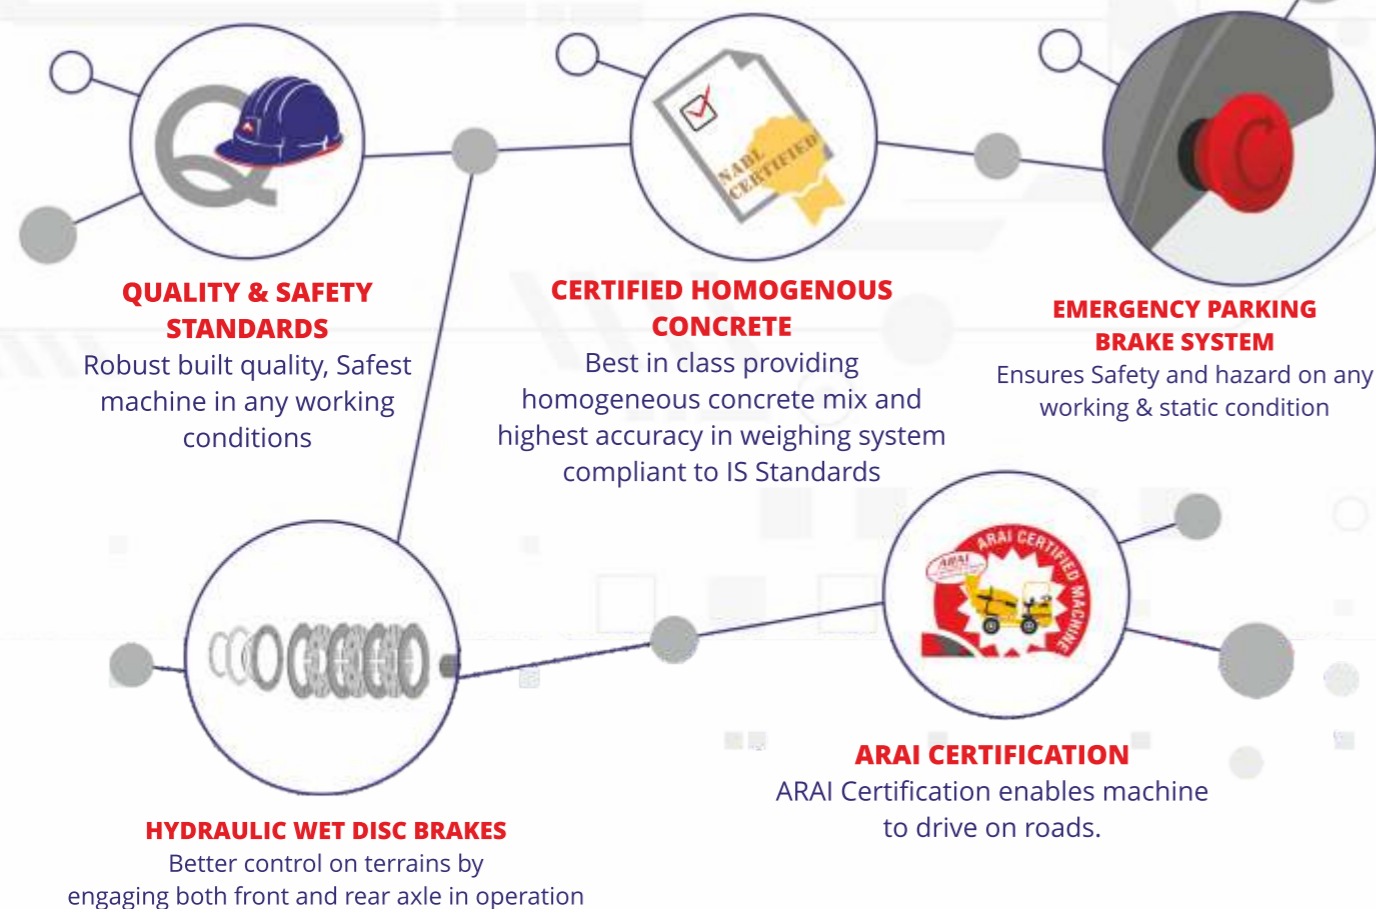 NABL
CERTIFIED
QUALITY & SAFETY
STANDARDS
Robust built quality, Safest
machine in any working
conditions
CERTIFIED HOMOGENOUS
CONCRETE
Best in class providing
homogeneous concrete mix and
highest accuracy in weighing system
compliant to IS Standards
EMERGENCY PARKING
BRAKE SYSTEM
Ensures Safety and hazard on any
working & static condition
ARAI CERTIFIED MACHINE
ARAI
HYDRAULIC WET DISC BRAKES
Better control on terrains by
engaging both front and rear axle in operation
ARAI CERTIFICATION
ARAI Certification enables machine
to drive on roads.